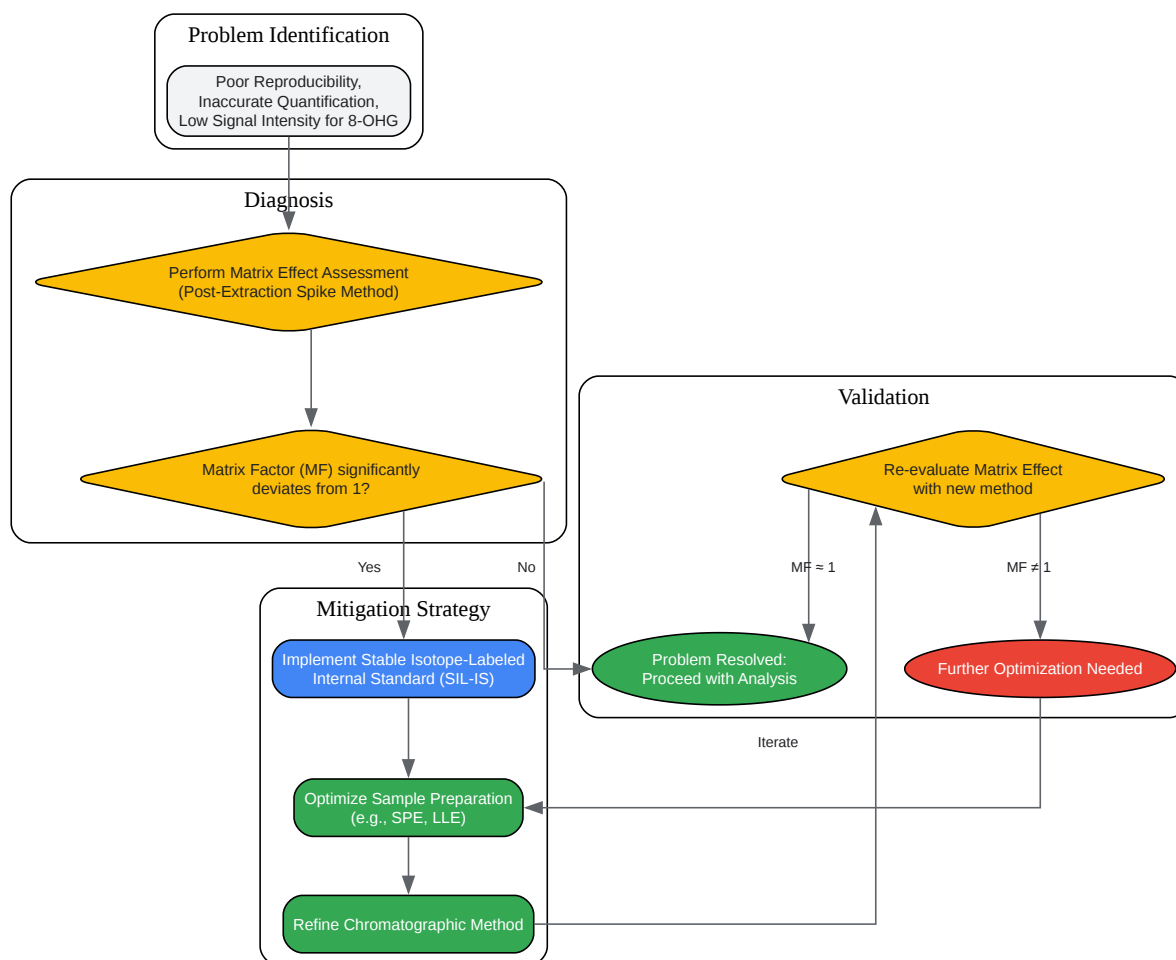 Problem Identification
Poor Reproducibility,
Inaccurate Quantification,
Low Signal Intensity for 8-OHG
Diagnosis
Perform Matrix Effect Assessment
(Post-Extraction Spike Method)
Matrix Factor (MF) significantly
deviates from 1?
Yes
No
Mitigation Strategy
Implement Stable Isotope-Labeled
Internal Standard (SIL-IS)
Optimize Sample Preparation
(e.g., SPE, LLE)
Refine Chromatographic Method
Validation
Re-evaluate Matrix Effect
with new method
MF ≈ 1
MF ≠ 1
Problem Resolved:
Proceed with Analysis
Further Optimization Needed
Iterate